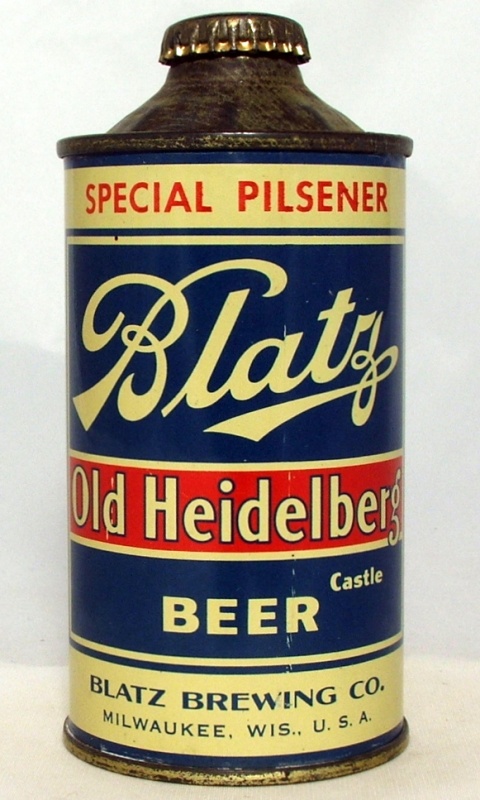 SPECIAL PILSENER
Blatz
Old Heidelberg
Castle
BEER
BLATZ BREWING CO.
MILWAUKEE, WIS., U. S. A.